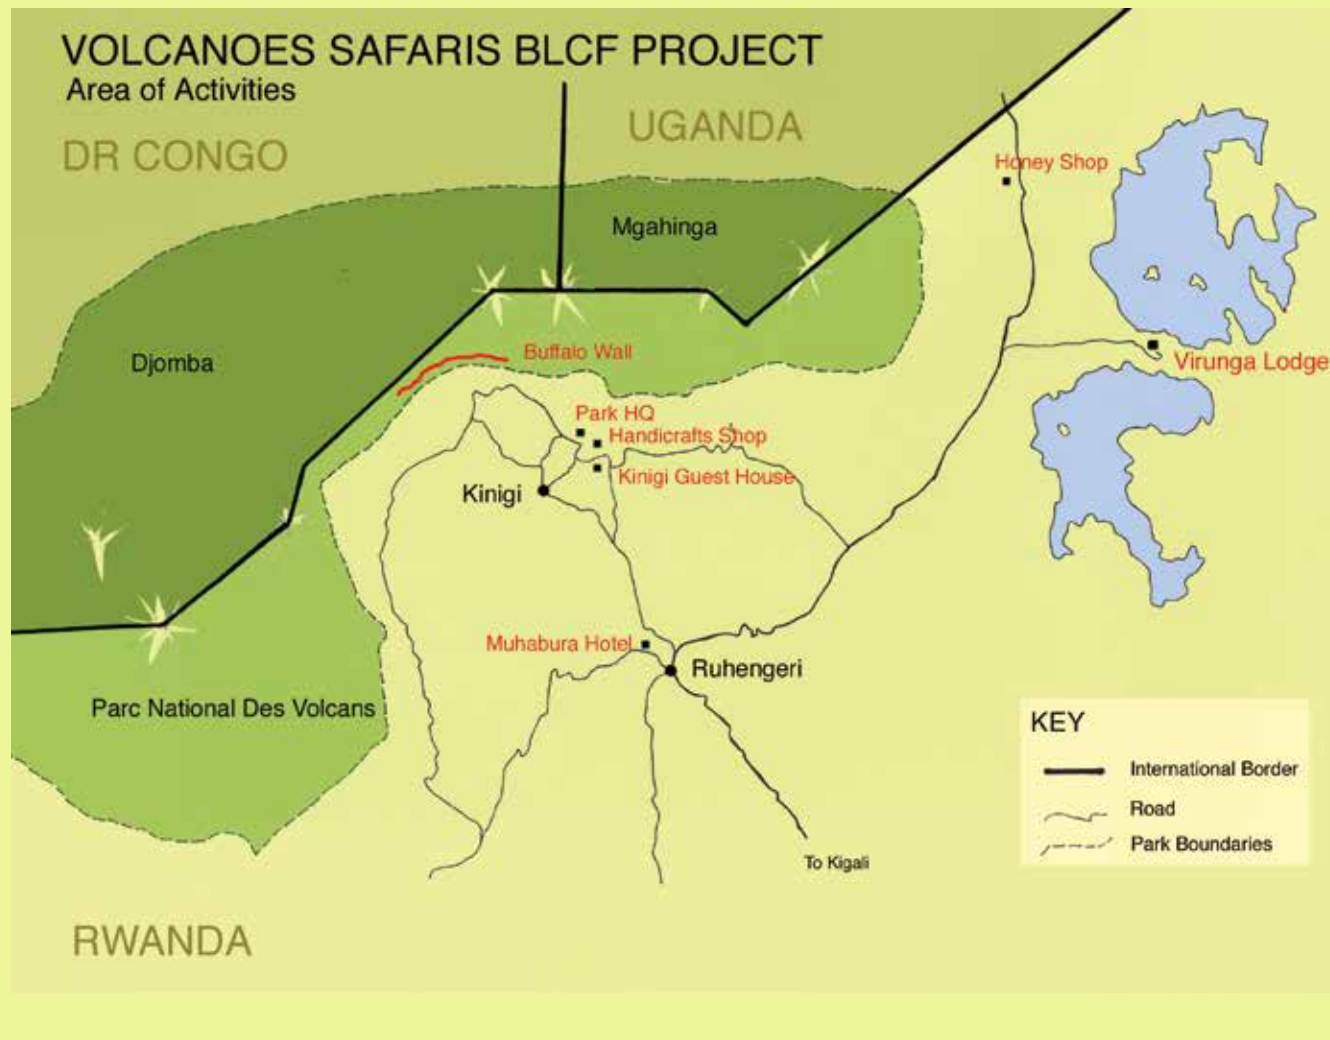 VOLCANOES SAFARIS BLCF PROJECT
Area of Activities
UGANDA
DR CONGO
Honey Shop
Mgahinga
Buffalo Wall
Djomba
Virunga Lodge
Park HQ
Handicrafts Shop
Kinigi Guest House
Kinigi
Muhabura Hotel
Ruhengeri
Parc National Des Volcans
KEY
International Border
Road
Park Boundaries
To Kigali
RWANDA